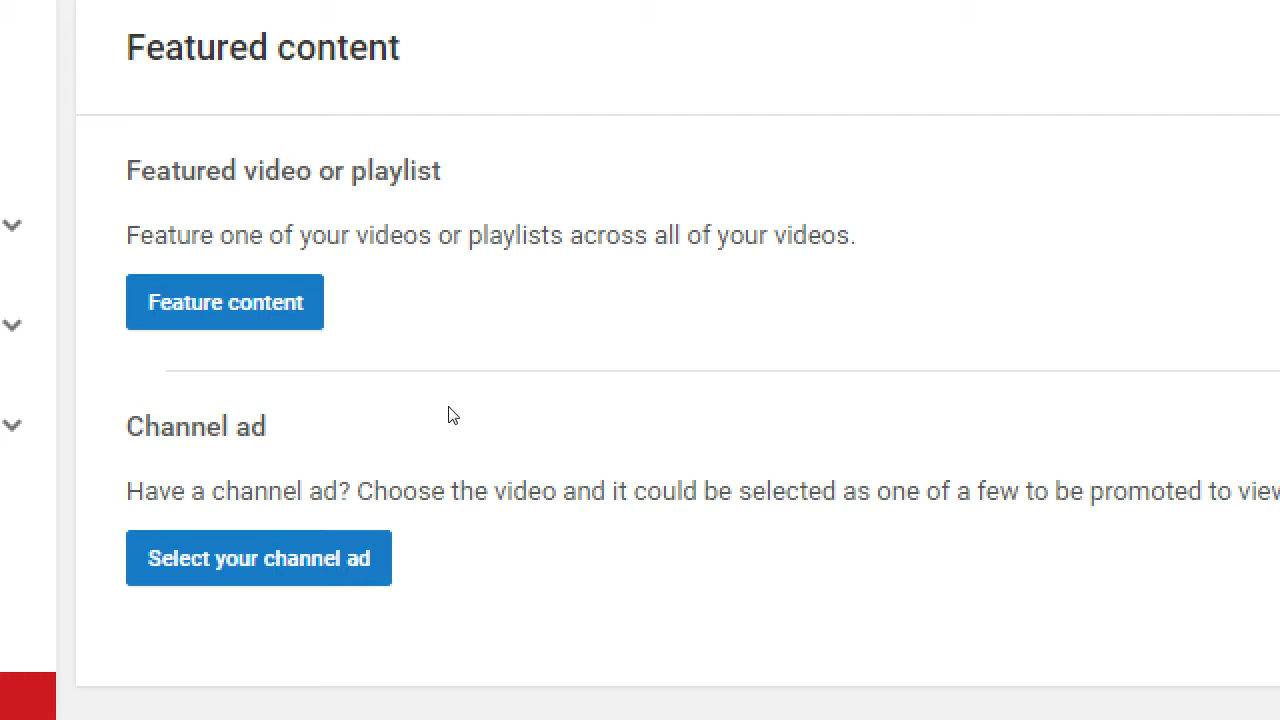 Featured content
Featured video or playlist
Feature one of your videos or playlists across all of your videos.
Feature content
Channel ad
Have a channel ad? Choose the video and it could be selected as one of a few to be promoted to
Select your channel ad